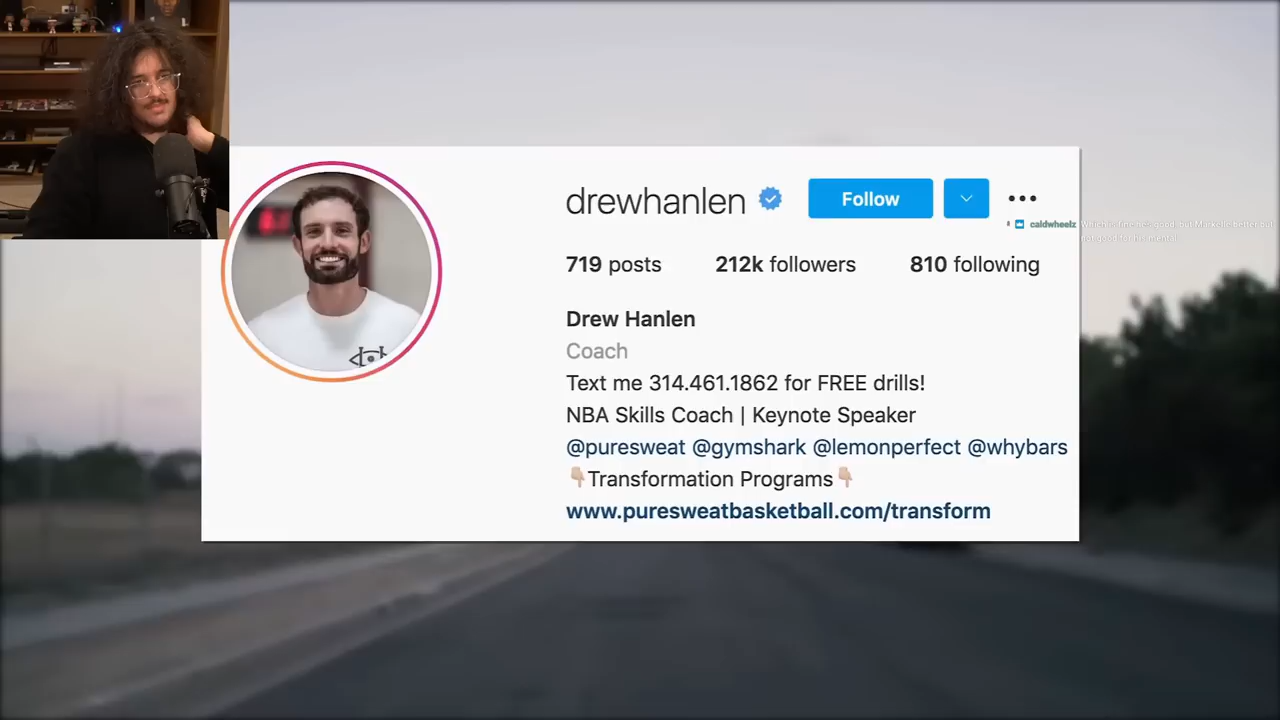 drewhanlen
Follow
719 posts 212k followers 810 following
caldwheelz
Drew Hanlen
Coach
Text me 314.461.1862 for FREE drills!
NBA Skills Coach | Keynote Speaker
@puresweat @gymshark @lemonperfect @whybars
👇🏼Transformation Programs👇🏼
www.puresweatbasketball.com/transform